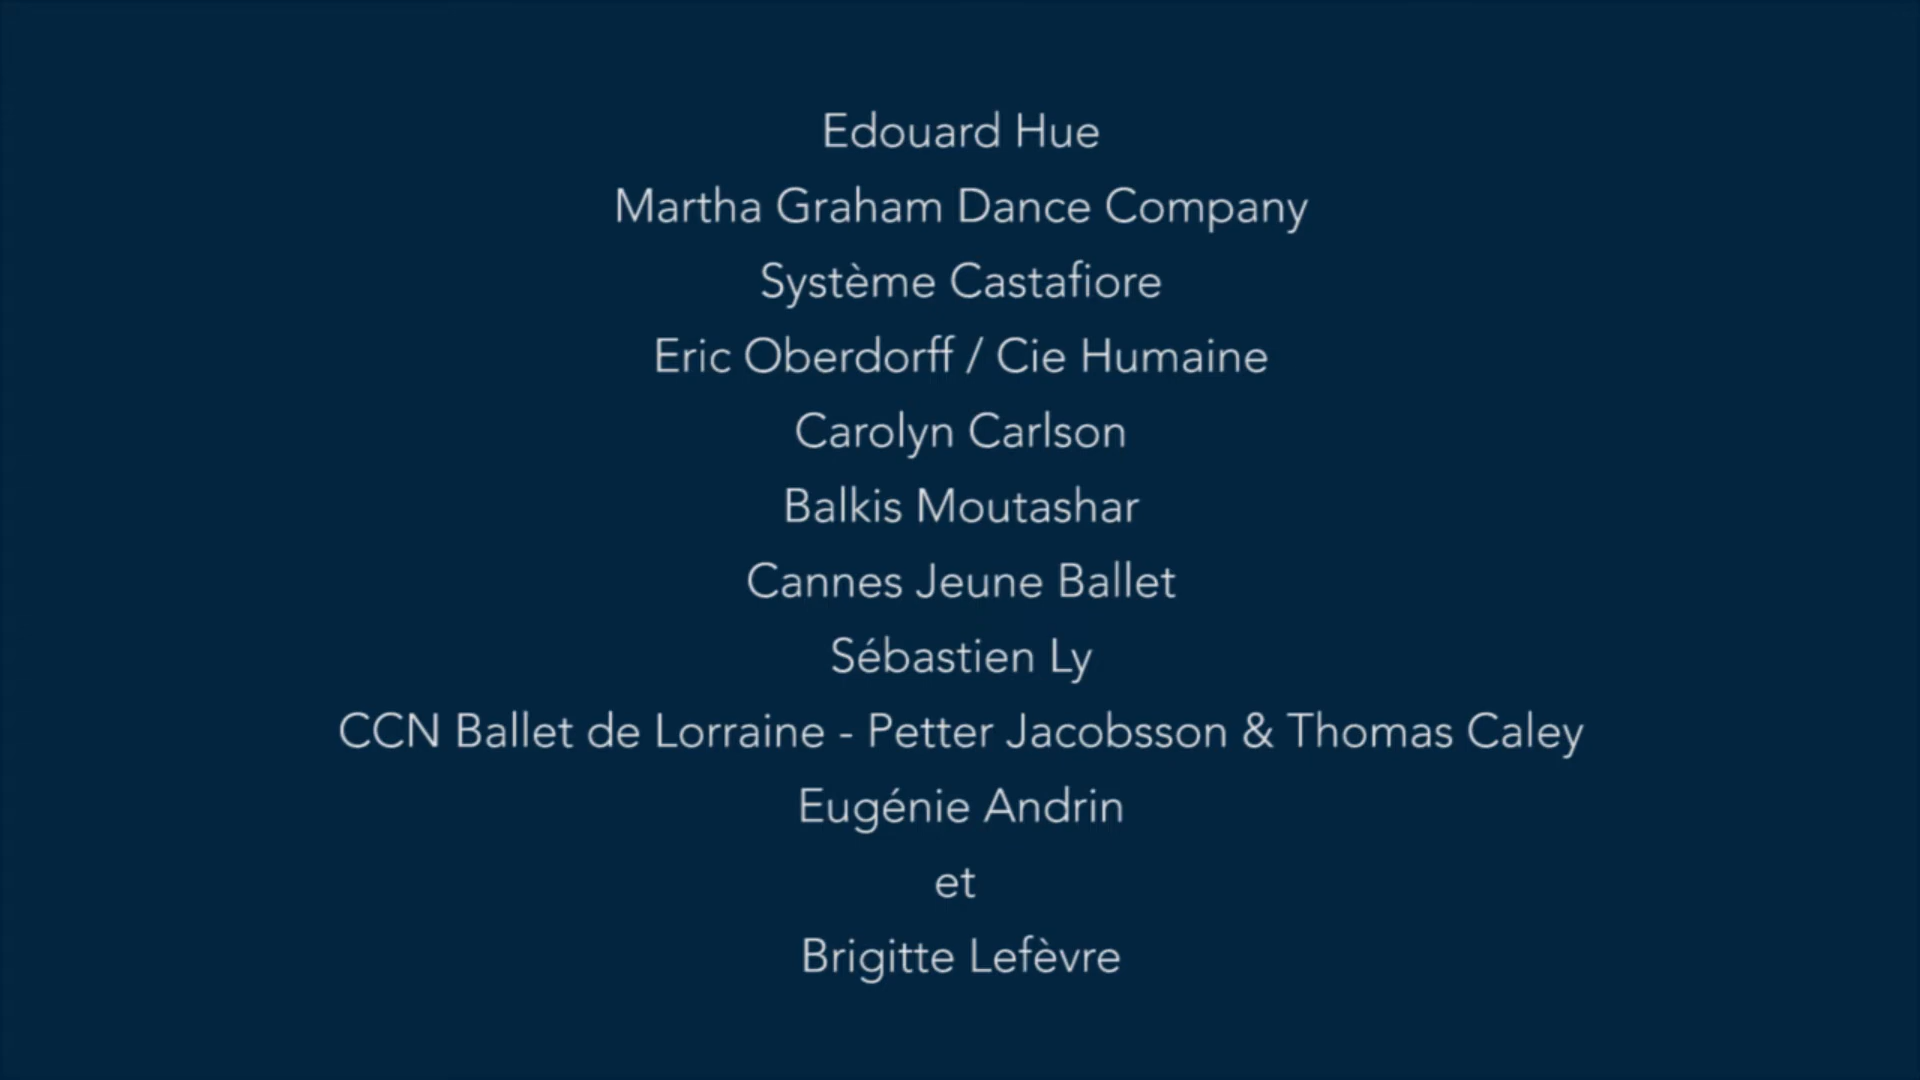 Edouard Hue
Martha Graham Dance Company
Système Castafiore
Eric Oberdorff / Cie Humaine
Carolyn Carlson
Balkis Moutashar
Cannes Jeune Ballet
Sébastien Ly
CCN Ballet de Lorraine - Petter Jacobsson & Thomas Caley
Eugénie Andrin
et
Brigitte Lefèvre